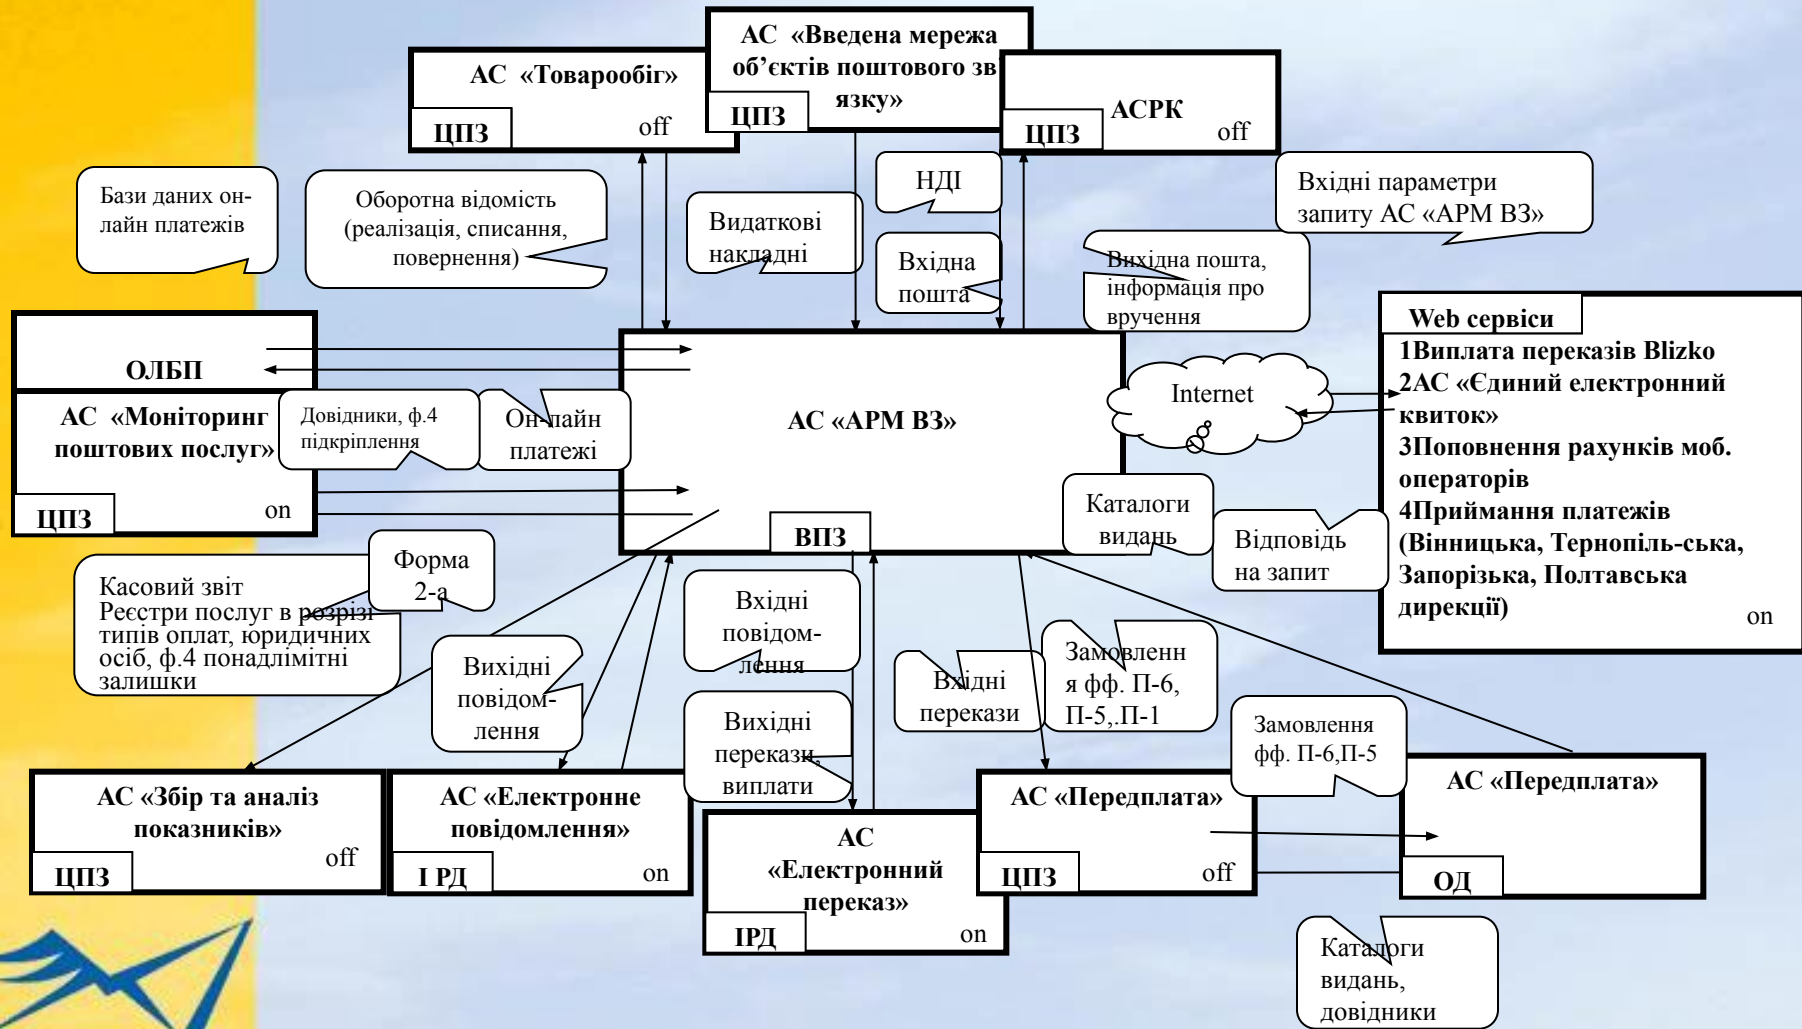 АС «Товарообіг»
ЦПЗ
off
АС «Введена мережа
об’єктів поштового зв
язку»
ЦПЗ
АСРК
ЦПЗ
off
Бази даних он-
лайн платежів
Оборотна відомість
(реалізація, списання,
повернення)
Видаткові
накладні
НДІ
Вхідна
пошта
Вихідна пошта,
інформація про
вручення
Вхідні параметри
запиту АС «АРМ ВЗ»
ОЛБП
АС «Моніторинг
поштових послуг»
ЦПЗ
on
Довідники, ф.4
підкріплення
Он-лайн
платежі
АС «АРМ ВЗ»
ВПЗ
Internet
Web сервіси
1Виплата переказів Blizko
2АС «Єдиний електронний
квиток»
3Поповнення рахунків моб.
операторів
4Приймання платежів
(Вінницька, Тернопіль-ська,
Запорізька, Полтавська
дирекції)
on
Каталоги
видань
Відповідь
на запит
Касовий звіт
Реєстри послуг в розрізі
типів оплат, юридичних
осіб, ф.4 понадлімітні
залишки
Форма
2-а
Вихідні
повідом-
лення
Вхідні
повідом-
лення
Вихідні
перекази,
виплати
Вхідні
перекази
Замовленн
я фф. П-6,
П-5,.П-1
Замовлення
фф. П-6,П-5
АС «Збір та аналіз
показників»
ЦПЗ
off
АС «Електронне
повідомлення»
І РД
on
АС
«Електронний
переказ»
ІРД
on
АС «Передплата»
ЦПЗ
off
АС «Передплата»
ОД
Каталоги
видань,
довідники